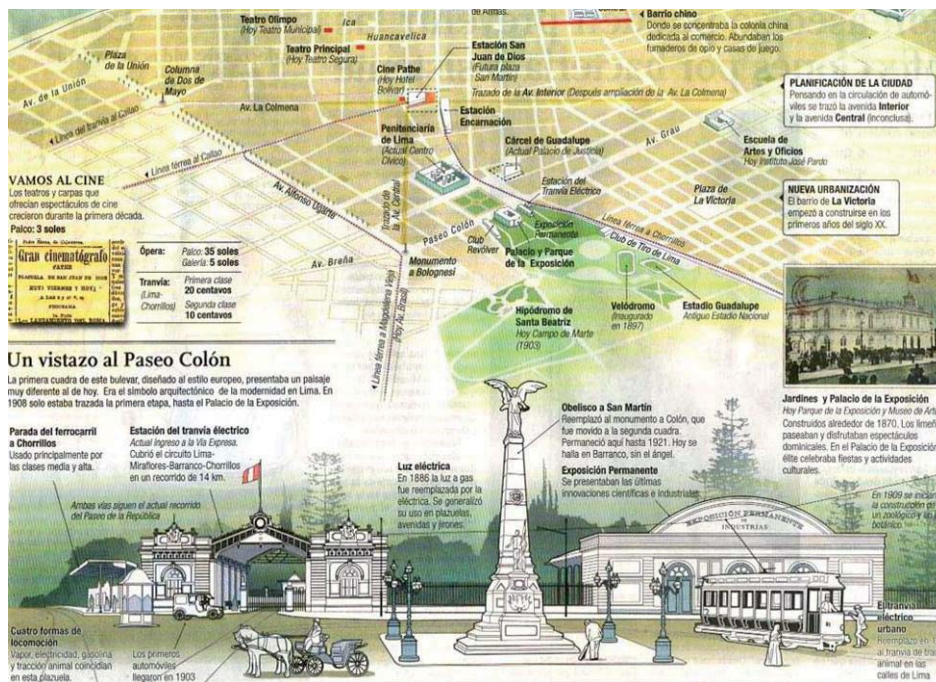 Teatro Olimpo
(Hoy Teatro Municipal)
Ica
Huancavelica
Teatro Principal
(Hoy Teatro Segura)
de Armas.
Barrio chino
Donde se concentraba la colonia china
dedicada al comercio. Abundaban los
fumaderos de opio y casas de juego.
Plaza
de la Unión
Columna
de Dos de
Mayo
Av. de la Unión
Cine Pathe
(Hoy Hotel
Bolívar)
Estación San
Juan de Dios
(Futura plaza
San Martín)
Trazado de la Av. Interior (Después ampliación de la Av. La Colmena)
PLANIFICACIÓN DE LA CIUDAD
Pensando en la circulación de automó-
viles se trazó la avenida Interior
y la avenida Central (inconclusa).
Av. La Colmena
Línea del tranvía al Callao
Estación
Encarnación
Av. Grau
Penitenciaría
de Lima
(Actual Centro
Cívico)
Cárcel de Guadalupe
(Actual Palacio de Justicia)
Escuela de
Artes y Oficios
Hoy Instituto José Pardo
Línea férrea al Callao
VAMOS AL CINE
Los teatros y carpas que
ofrecían espectáculos de cine
crecieron durante la primera década.
Palco: 3 soles
Av. Alfonso Ugarte
Trazado de
la Av. Central
Estación del
Tranvía Eléctrico
Plaza de
La Victoria
NUEVA URBANIZACIÓN
El barrio de La Victoria
empezó a construirse en los
primeros años del siglo XX.
Paseo Colón
Exposición
Permanente
Línea férrea a Chorrillos
Club de Tiro de Lima
Club
Revólver
Palacio y Parque
de la Exposición
Gran cinematógrafo
PATHE
PLAZUELA DE SAN JUAN DE DIOS
HOY! VIERNES Y HOY!
PROGRAMA
Ópera:
Palco: 35 soles
Galería: 5 soles
Tranvía:
(Lima-
Chorrillos)
Primera clase
20 centavos
Segunda clase
10 centavos
Av. Breña
Monumento
a Bolognesi
Línea férrea a Magdalena Vieja
(Hoy Av. Brasil)
Hipódromo de
Santa Beatriz
Hoy Campo de Marte
(1903)
Velódromo
(Inaugurado
en 1897)
Estadio Guadalupe
Antiguo Estadio Nacional
Un vistazo al Paseo Colón
La primera cuadra de este bulevar, diseñado al estilo europeo, presentaba un paisaje
muy diferente al de hoy. Era el símbolo arquitectónico de la modernidad en Lima. En
1908 solo estaba trazada la primera etapa, hasta el Palacio de la Exposición.
Parada del ferrocarril
a Chorrillos
Usado principalmente por
las clases media y alta.
Estación del tranvía eléctrico
Actual ingreso a la Vía Expresa.
Cubrió el circuito Lima-
Miraflores-Barranco-Chorrillos
en un recorrido de 14 km.
Ambas vías siguen el actual recorrido
del Paseo de la República
Luz eléctrica
En 1886 la luz a gas
fue reemplazada por la
eléctrica. Se generalizó
su uso en plazuelas,
avenidas y jirones.
Obelisco a San Martín
Reemplazó al monumento a Colón, que
fue movido a la segunda cuadra.
Permaneció aquí hasta 1921. Hoy se
halla en Barranco, sin el ángel.
Exposición Permanente
Se presentaban las últimas
innovaciones científicas e industriales.
Jardines y Palacio de la Exposición
Hoy Parque de la Exposición y Museo de Arte
Construidos alrededor de 1870. Los limeñ
paseaban y disfrutaban espectáculos
dominicales. En el Palacio de la Exposición
élite celebraba fiestas y actividades
culturales.
En 1909 se inician
la construcción de
un zoológico y
botánico.
EXPOSICIÓN PERMANENTE
DE
INDUSTRIAS
Cuatro formas de
locomoción
Vapor, electricidad, gasolina
y tracción animal coincidían
en esta plazuela.
Los primeros
automóviles
llegaron en 1903
El tranvía
eléctrico
urbano
Reemplazó en
al tranvía de
animal en las
calles de Lima